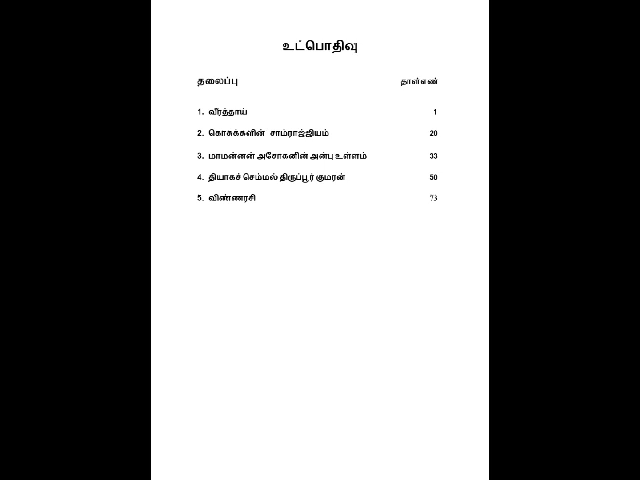 உட்பொதிவு
தலைப்பு தாள்எண்
1. வீரத்தாய் 1
2. கொசுக்களின் சாம்ராஜ்ஜியம் 20
3. மாமன்னன் அசோகனின் அன்பு உள்ளம் 33
4. தியாகச் செம்மல் திருப்பூர் குமரன் 50
5. விண்ணரசி 73